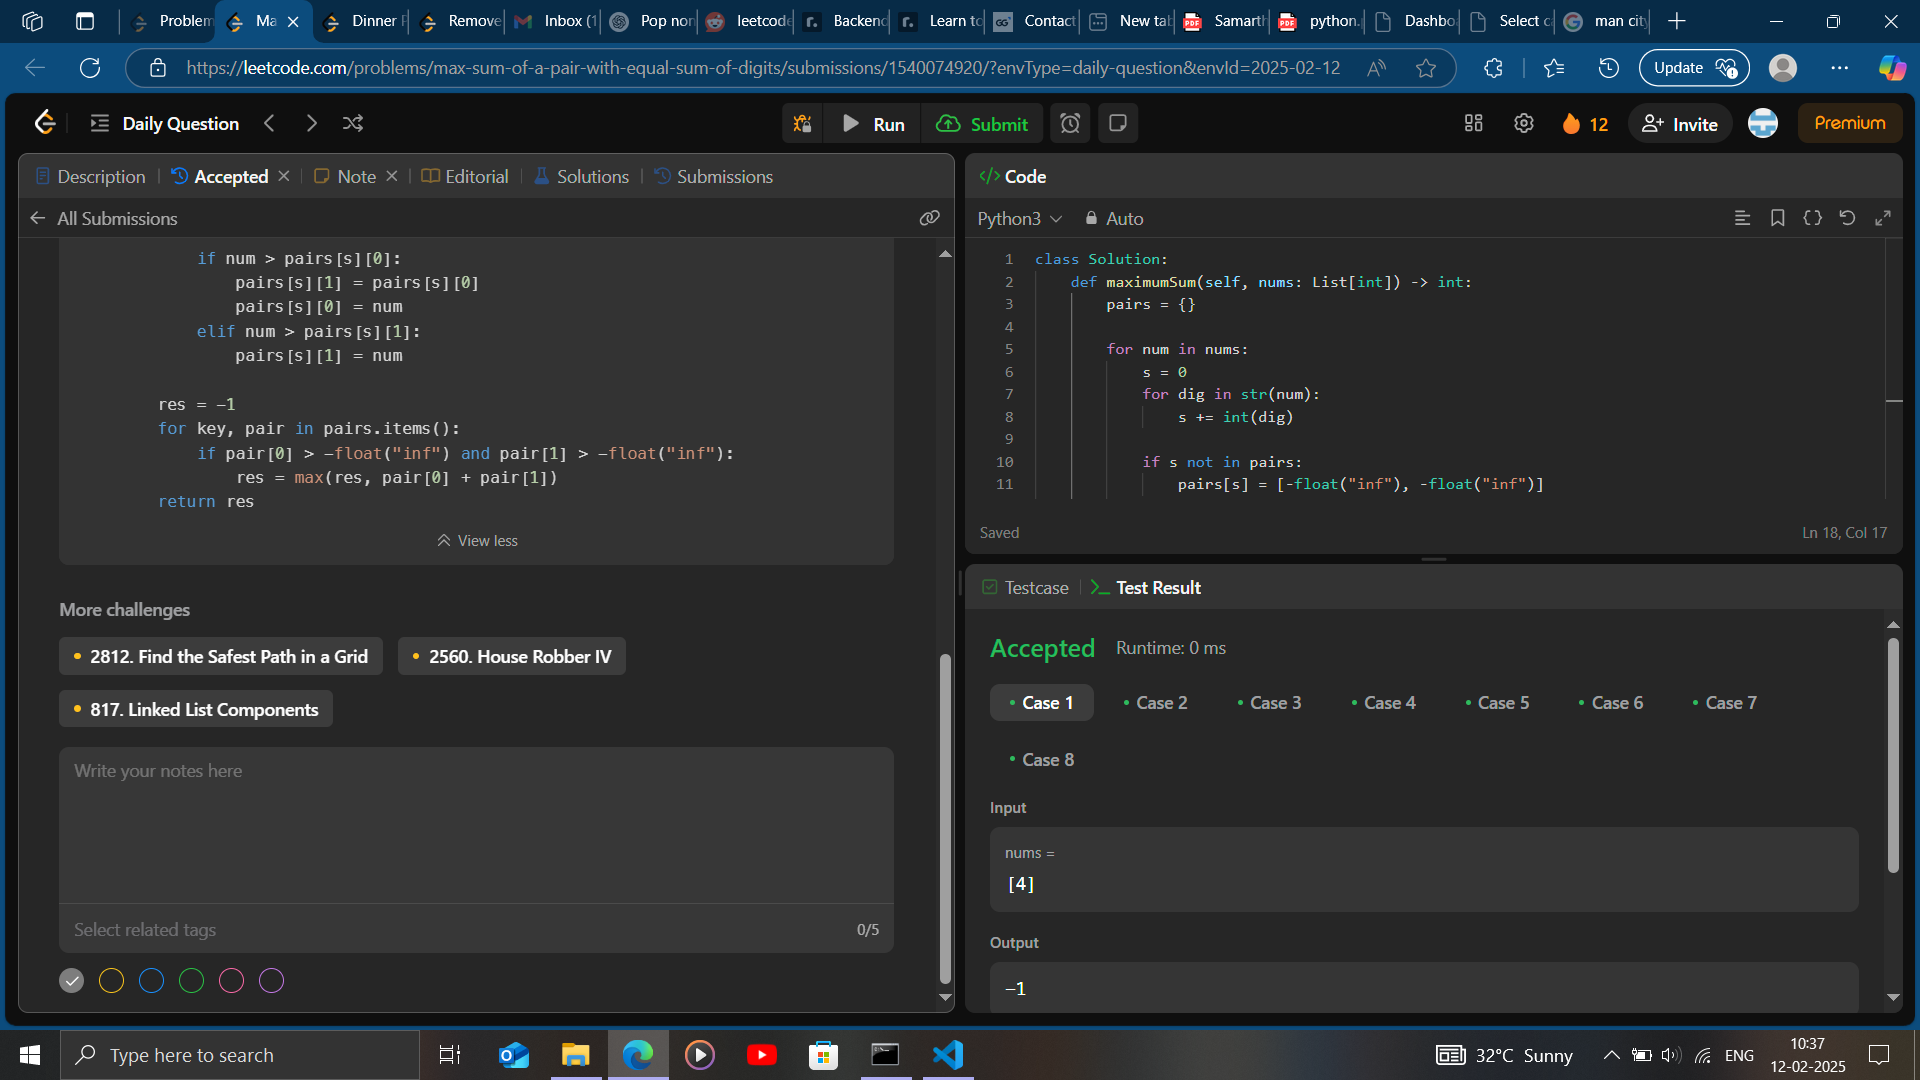 Problem
Ma
Dinner
Remove
Inbox (1
Pop non
leetcode
Backend
Learn to
Contact
New tab
Samarth
python.
Dashbo
Select c
man city
https://leetcode.com/problems/max-sum-of-a-pair-with-equal-sum-of-digits/submissions/1540074920/?envType=daily-question&envId=2025-02-12
Update
Daily Question
Run
Submit
12
Invite
Premium
Description
Accepted
Note
Editorial
Solutions
Submissions
All Submissions
if num > pairs[s][0]:
pairs[s][1] = pairs[s][0]
pairs[s][0] = num
elif num > pairs[s][1]:
pairs[s][1] = num
res = -1
for key, pair in pairs.items():
if pair[0] > -float("inf") and pair[1] > -float("inf"):
res = max(res, pair[0] + pair[1])
return res
View less
More challenges
2812. Find the Safest Path in a Grid
2560. House Robber IV
817. Linked List Components
Write your notes here
Select related tags
0/5
</> Code
Python3
Auto
1 class Solution:
2 def maximumSum(self, nums: List[int]) -> int:
3 pairs = {}
4
5 for num in nums:
6 s = 0
7 for dig in str(num):
8 s += int(dig)
9
10 if s not in pairs:
11 pairs[s] = [-float("inf"), -float("inf")]
Saved
Ln 18, Col 17
Testcase
Test Result
Accepted
Runtime: 0 ms
Case 1
Case 2
Case 3
Case 4
Case 5
Case 6
Case 7
Case 8
Input
nums =
[4]
Output
-1
Type here to search
32°C Sunny
ENG
10:37
12-02-2025